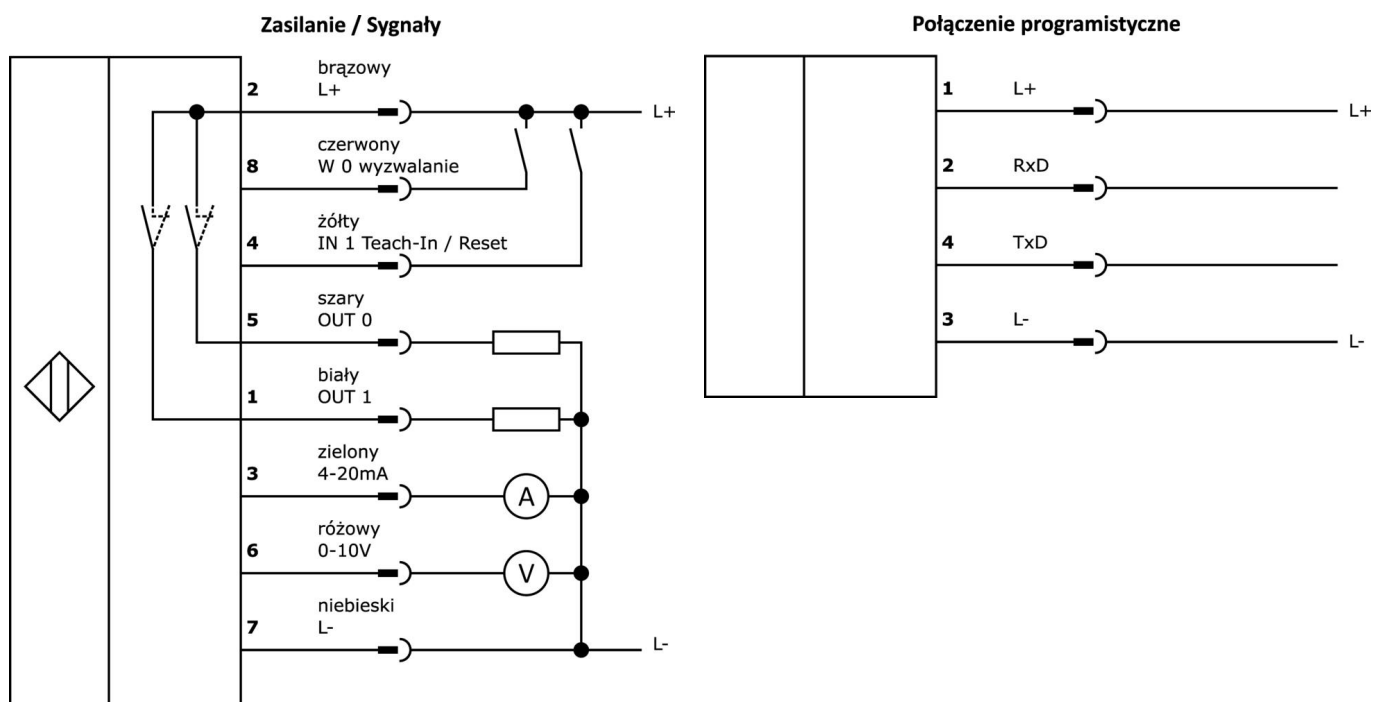 Zasilanie / Sygnały
brązowy
2 L+
L+
czerwony
8 W 0 wyzwalanie
żółty
4 IN 1 Teach-In / Reset
szary
5 OUT 0
biały
1 OUT 1
zielony
3 4-20mA
A
różowy
6 0-10V
V
niebieski
7 L-
L-
Połączenie programistyczne
1 L+
L+
2 RxD
4 TxD
3 L-
L-